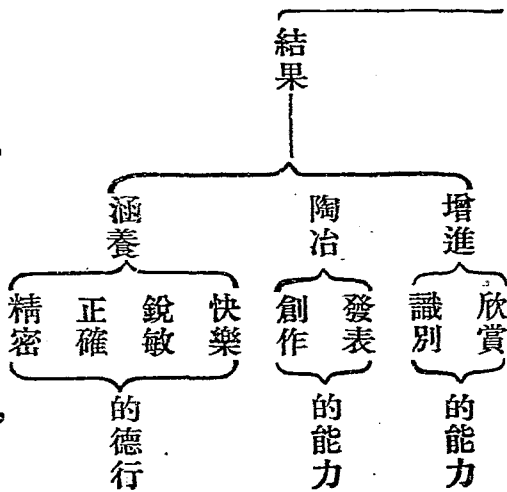 結果
增進
欣賞
識別
的能力
陶冶
發表
創作
的能力
涵養
快樂
銳敏
正確
精密
的德行